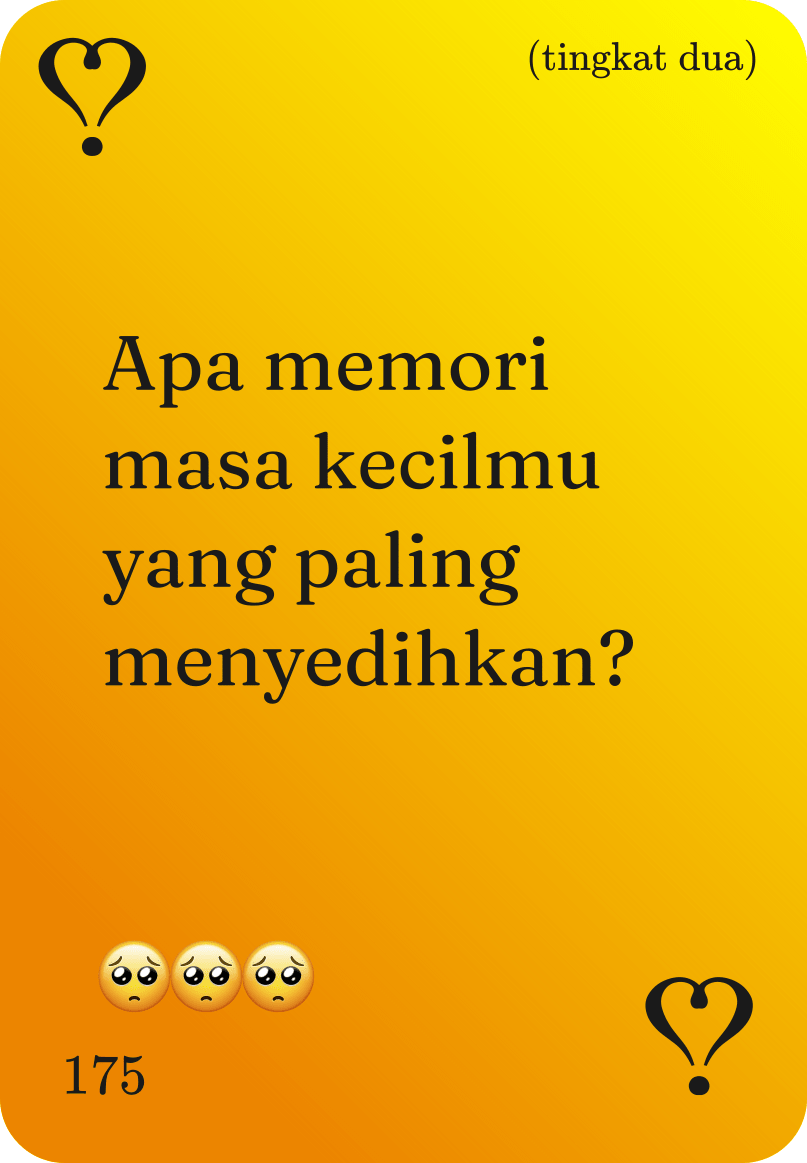 (tingkat dua)
Apa memori
masa kecilmu
yang paling
menyedihkan?
🥺🥺🥺
175